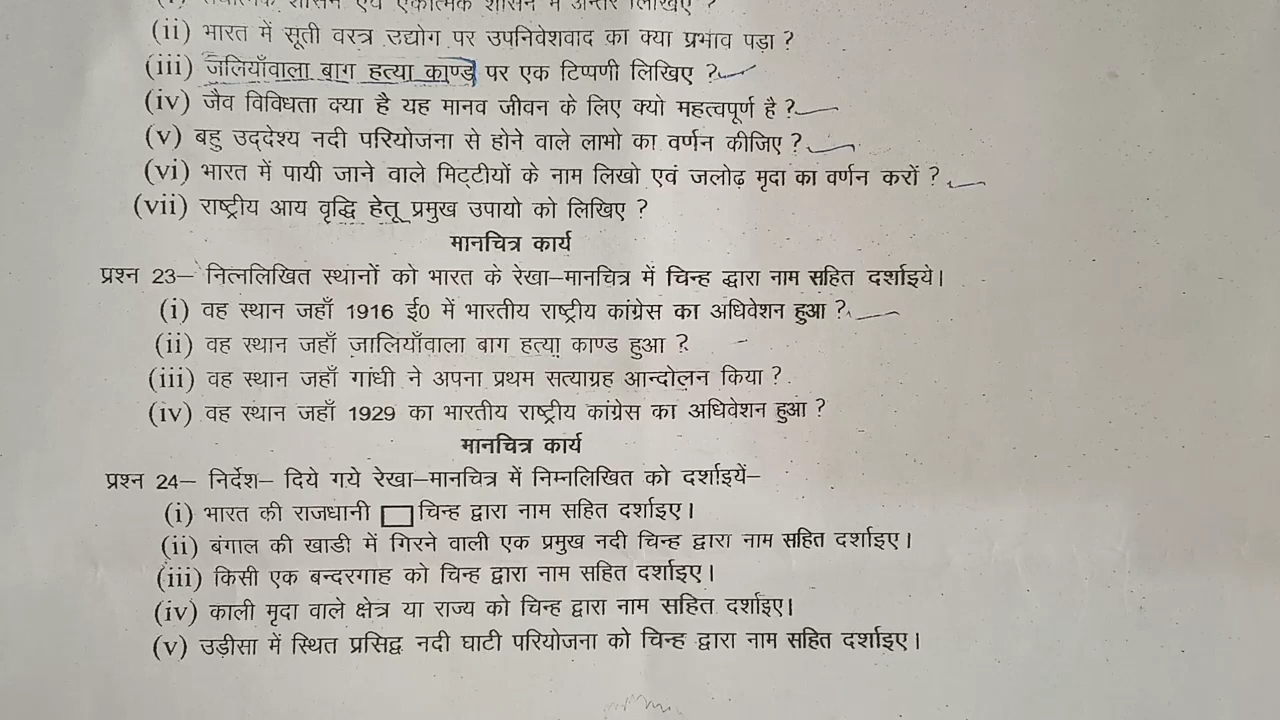 (ii) भारत में सूती वस्त्र उद्योग पर उपनिवेशवाद का क्या प्रभाव पड़ा ?
(iii) जलियाँवाला बाग हत्या काण्ड पर एक टिप्पणी लिखिए ?
(iv) जैव विविधता क्या है यह मानव जीवन के लिए क्यो महत्वपूर्ण है ?
(v) बहु उद्देश्य नदी परियोजना से होने वाले लाभो का वर्णन कीजिए ?
(vi) भारत में पायी जाने वाले मिट्टीयों के नाम लिखो एवं जलोढ़ मृदा का वर्णन करों ?
(vii) राष्ट्रीय आय वृद्धि हेतू प्रमुख उपायो को लिखिए ?
मानचित्र कार्य
प्रश्न 23– नित्नलिखित स्थानों को भारत के रेखा–मानचित्र में चिन्ह द्वारा नाम सहित दर्शाइये।
(i) वह स्थान जहाँ 1916 ई0 में भारतीय राष्ट्रीय कांग्रेस का अधिवेशन हुआ ?
(ii) वह स्थान जहाँ जालियाँवाला बाग हत्या काण्ड हुआ ?
(iii) वह स्थान जहाँ गांधी ने अपना प्रथम सत्याग्रह आन्दोलन किया ?
(iv) वह स्थान जहाँ 1929 का भारतीय राष्ट्रीय कांग्रेस का अधिवेशन हुआ ?
मानचित्र कार्य
प्रश्न 24– निर्देश– दिये गये रेखा–मानचित्र में निम्नलिखित को दर्शाइयें–
(i) भारत की राजधानी चिन्ह द्वारा नाम सहित दर्शाइए।
(ii) बंगाल की खाडी में गिरने वाली एक प्रमुख नदी चिन्ह द्वारा नाम सहित दर्शाइए।
(iii) किसी एक बन्दरगाह को चिन्ह द्वारा नाम सहित दर्शाइए।
(iv) काली मृदा वाले क्षेत्र या राज्य को चिन्ह द्वारा नाम सहित दर्शाइए।
(v) उड़ीसा में स्थित प्रसिद्व नदी घाटी परियोजना को चिन्ह द्वारा नाम सहित दर्शाइए।